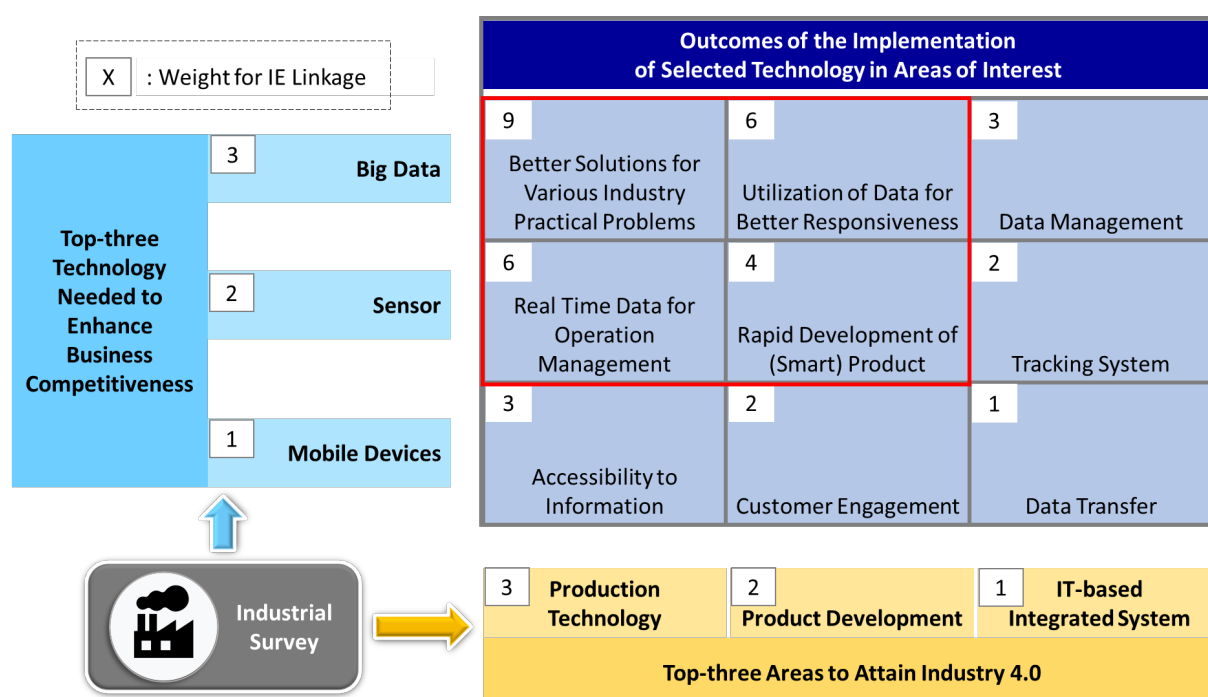 X : Weight for IE Linkage
Outcomes of the Implementation
of Selected Technology in Areas of Interest
Top-three
Technology
Needed to
Enhance
Business
Competitiveness
3
Big Data
2
Sensor
1
Mobile Devices
9
Better Solutions for
Various Industry
Practical Problems
6
Utilization of Data for
Better Responsiveness
3
Data Management
6
Real Time Data for
Operation
Management
4
Rapid Development of
(Smart) Product
2
Tracking System
3
Accessibility to
Information
2
Customer Engagement
1
Data Transfer
Industrial
Survey
3
Production
Technology
2
Product Development
1
IT-based
Integrated System
Top-three Areas to Attain Industry 4.0